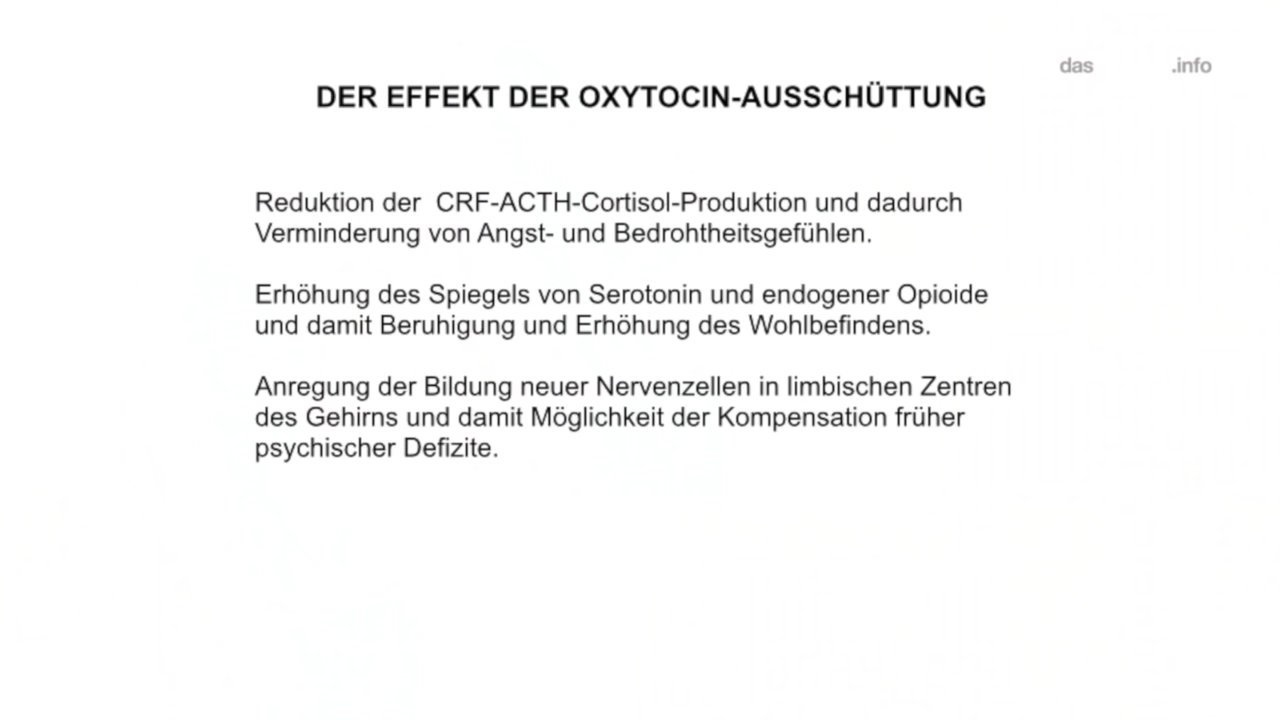 das .info
DER EFFEKT DER OXYTOCIN-AUSSCHÜTTUNG
Reduktion der CRF-ACTH-Cortisol-Produktion und dadurch
Verminderung von Angst- und Bedrohtheitsgefühlen.
Erhöhung des Spiegels von Serotonin und endogener Opioide
und damit Beruhigung und Erhöhung des Wohlbefindens.
Anregung der Bildung neuer Nervenzellen in limbischen Zentren
des Gehirns und damit Möglichkeit der Kompensation früher
psychischer Defizite.